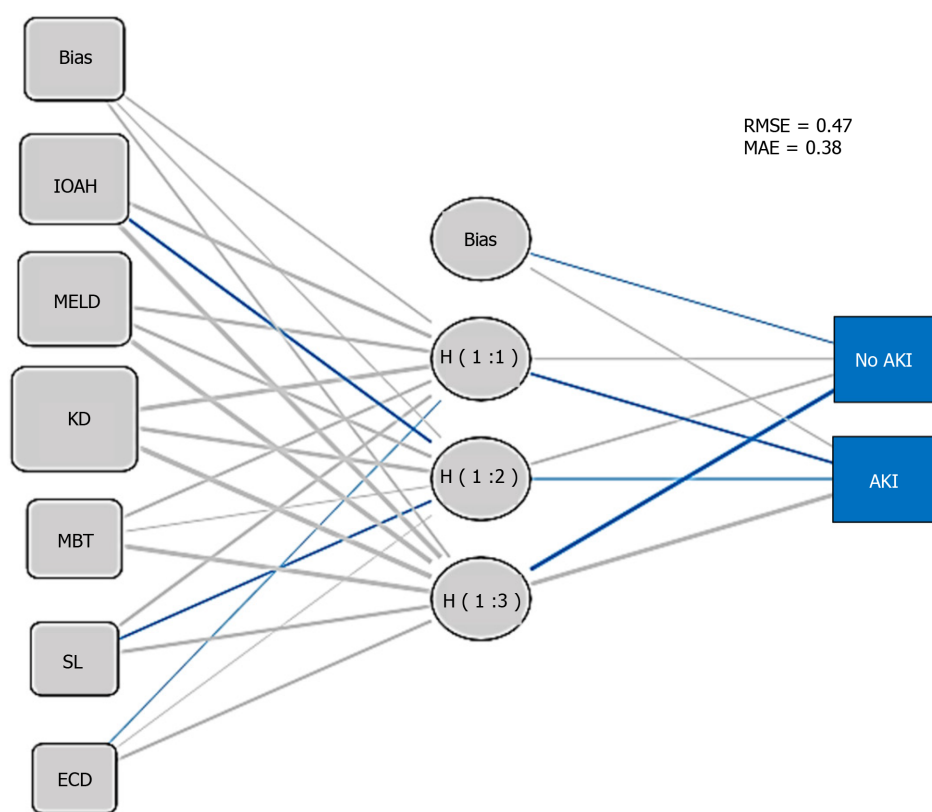 Bias
IOAH
MELD
KD
MBT
SL
ECD
Bias
H ( 1 :1 )
H ( 1 :2 )
H ( 1 :3 )
RMSE = 0.47
MAE = 0.38
No AKI
AKI